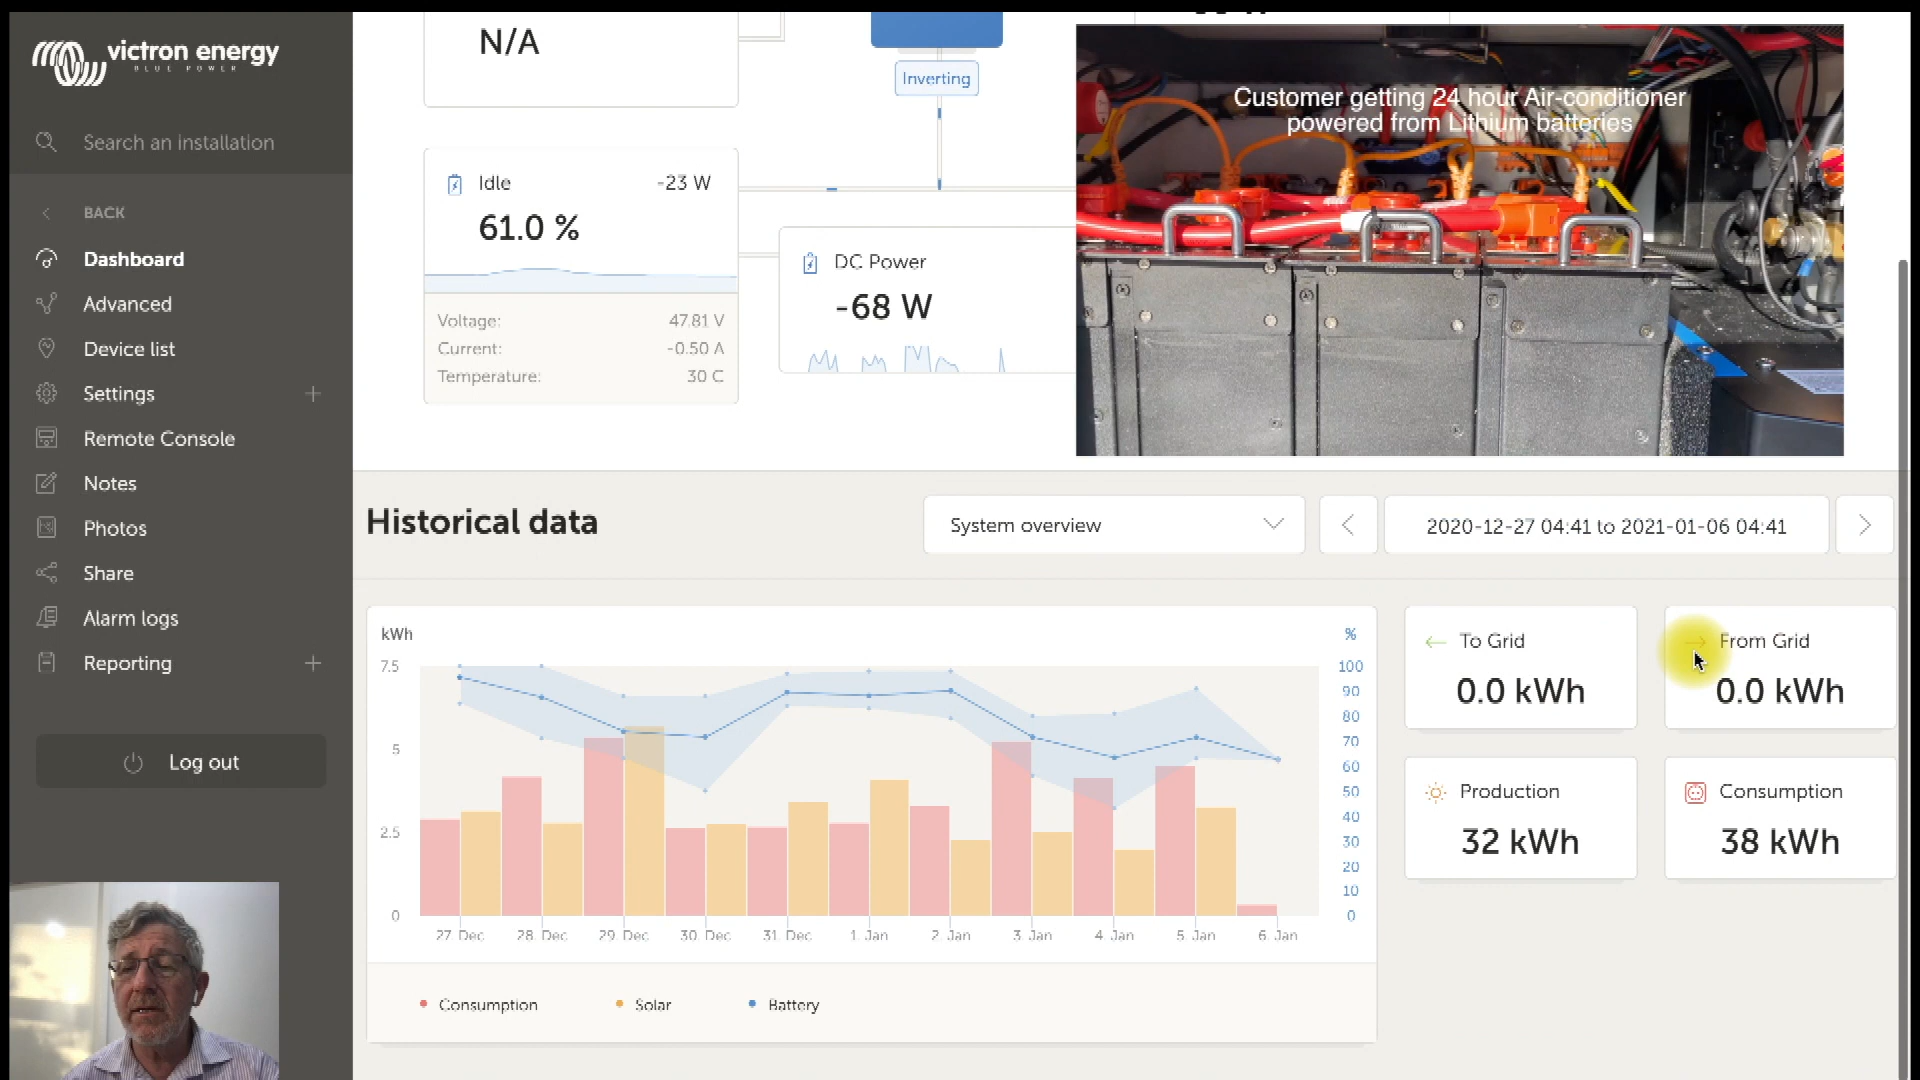 victron energy
BLUE POWER
Search an installation
BACK
Dashboard
Advanced
Device list
Settings
Remote Console
Notes
Photos
Share
Alarm logs
Reporting
Log out
N/A
Inverting
Idle -23 W
61.0 %
Voltage: 47.81 V
Current: -0.50 A
Temperature: 30 C
DC Power
-68 W
Customer getting 24 hour Air-conditioner
powered from Lithium batteries
Historical data
System overview
2020-12-27 04:41 to 2021-01-06 04:41
kWh %
7.5
5
2.5
0
100
90
80
70
60
50
40
30
20
10
0
27. Dec 28. Dec 29. Dec 30. Dec 31. Dec 1. Jan 2. Jan 3. Jan 4. Jan 5. Jan 6. Jan
Consumption Solar Battery
To Grid
0.0 kWh
From Grid
0.0 kWh
Production
32 kWh
Consumption
38 kWh